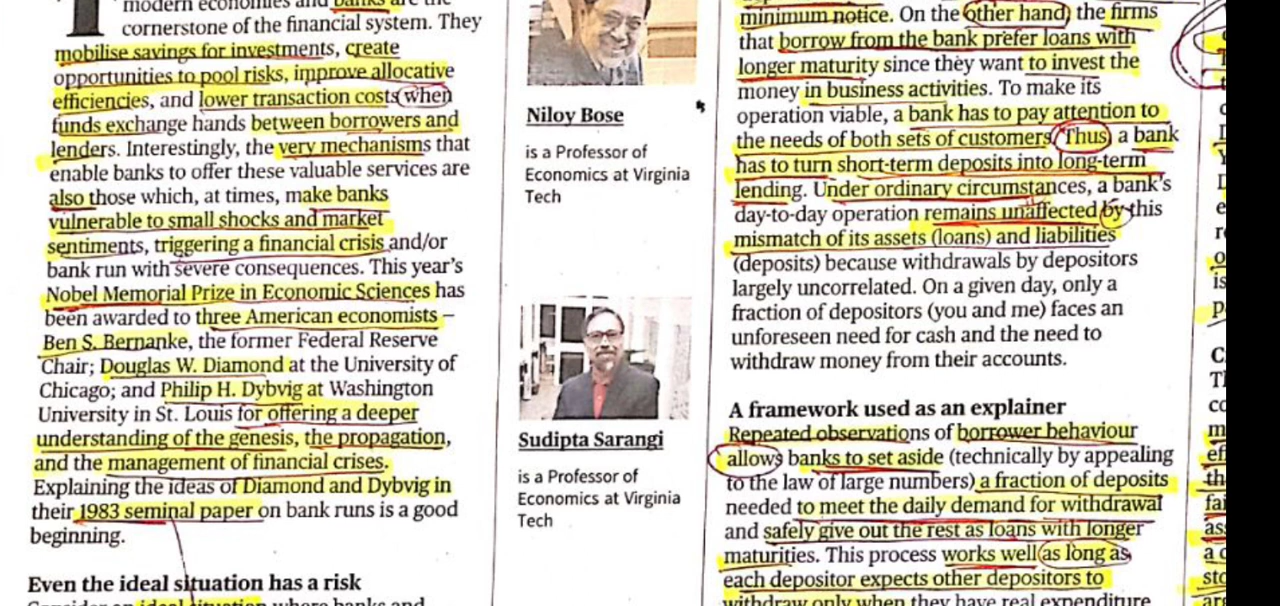 modern economies and banks are the
cornerstone of the financial system. They
mobilise savings for investments, create
opportunities to pool risks, improve allocative
efficiencies, and lower transaction costs when
funds exchange hands between borrowers and
lenders. Interestingly, the very mechanisms that
enable banks to offer these valuable services are
also those which, at times, make banks
vulnerable to small shocks and market
sentiments, triggering a financial crisis and/or
bank run with severe consequences. This year's
Nobel Memorial Prize in Economic Sciences has
been awarded to three American economists –
Ben S. Bernanke, the former Federal Reserve
Chair; Douglas W. Diamond at the University of
Chicago; and Philip H. Dybvig at Washington
University in St. Louis for offering a deeper
understanding of the genesis, the propagation,
and the management of financial crises.
Explaining the ideas of Diamond and Dybvig in
their 1983 seminal paper on bank runs is a good
beginning.
Even the ideal situation has a risk
Consider an ideal situation where banks and
Niloy Bose
is a Professor of
Economics at Virginia
Tech
Sudipta Sarangi
is a Professor of
Economics at Virginia
Tech
minimum notice. On the other hand, the firms
that borrow from the bank prefer loans with
longer maturity since they want to invest the
money in business activities. To make its
operation viable, a bank has to pay attention to
the needs of both sets of customers. Thus, a bank
has to turn short-term deposits into long-term
lending. Under ordinary circumstances, a bank's
day-to-day operation remains unaffected by this
mismatch of its assets (loans) and liabilities
(deposits) because withdrawals by depositors
largely uncorrelated. On a given day, only a
fraction of depositors (you and me) faces an
unforeseen need for cash and the need to
withdraw money from their accounts.
A framework used as an explainer
Repeated observations of borrower behaviour
allows banks to set aside (technically by appealing
to the law of large numbers) a fraction of deposits
needed to meet the daily demand for withdrawal
and safely give out the rest as loans with longer
maturities. This process works well as long as
each depositor expects other depositors to
withdraw only when they have real expenditure